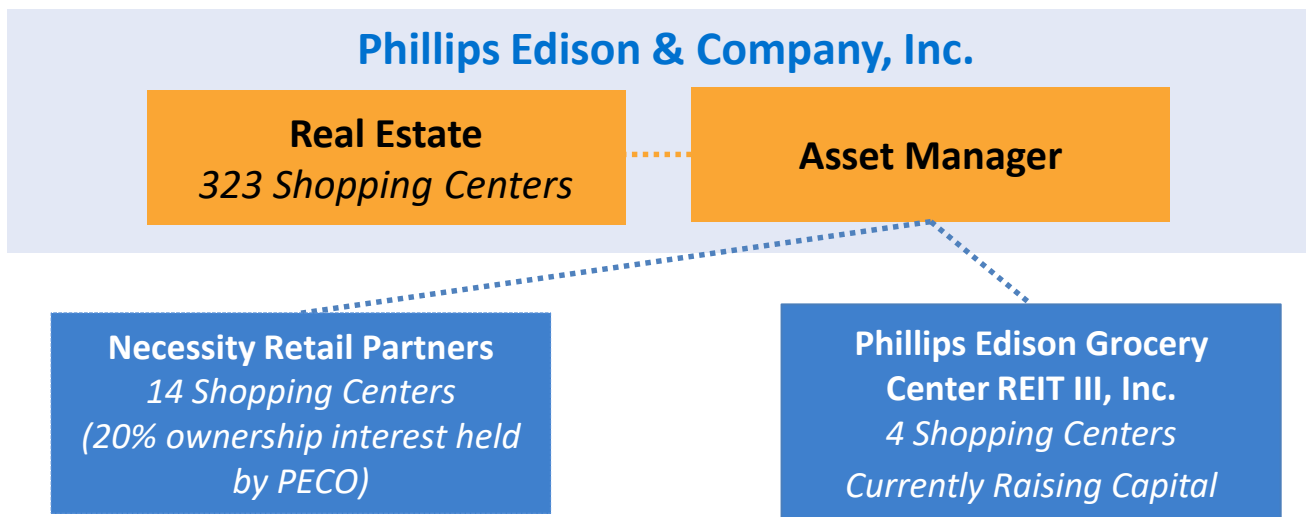 Phillips Edison & Company, Inc.
Real Estate
323 Shopping Centers
Asset Manager
Necessity Retail Partners
14 Shopping Centers
(20% ownership interest held
by PECO)
Phillips Edison Grocery
Center REIT III, Inc.
4 Shopping Centers
Currently Raising Capital